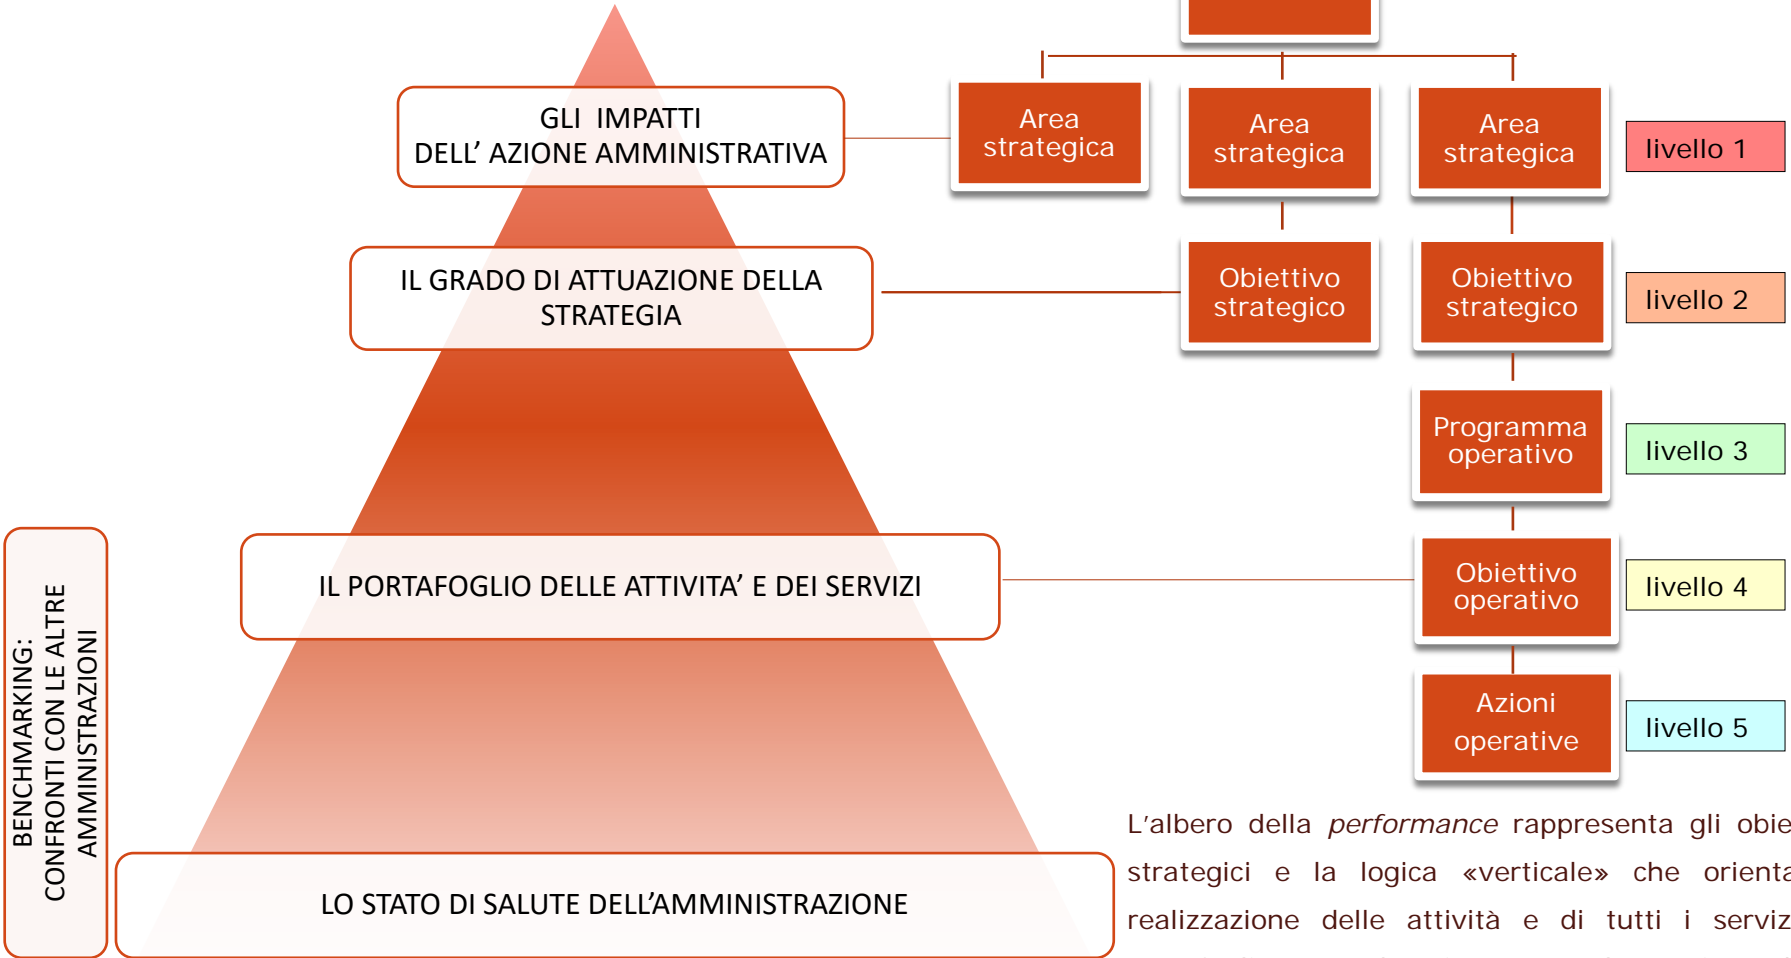 GLI IMPATTI
DELL’ AZIONE AMMINISTRATIVA
IL GRADO DI ATTUAZIONE DELLA
STRATEGIA
IL PORTAFOGLIO DELLE ATTIVITA’ E DEI SERVIZI
LO STATO DI SALUTE DELL’AMMINISTRAZIONE
BENCHMARKING:
CONFRONTI CON LE ALTRE
AMMINISTRAZIONI
Area
strategica
Area
strategica
Area
strategica
livello 1
Obiettivo
strategico
Obiettivo
strategico
livello 2
Programma
operativo
livello 3
Obiettivo
operativo
livello 4
Azioni
operative
livello 5
L’albero della performance rappresenta gli obie
strategici e la logica «verticale» che orienta
realizzazione delle attività e di tutti i serviz